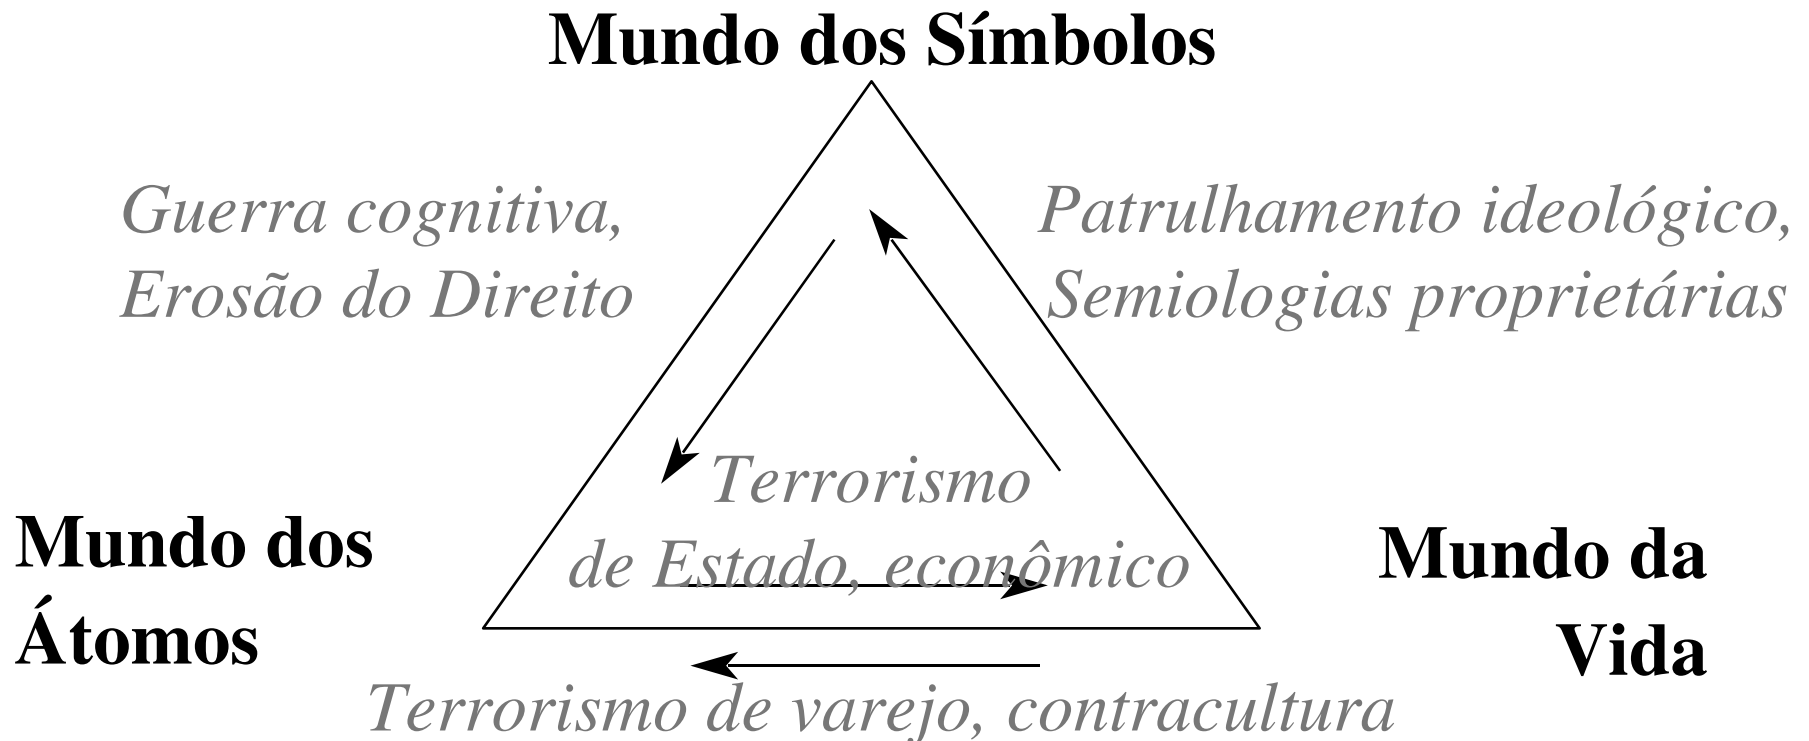 Mundo dos Símbolos
Guerra cognitiva,
Erosão do Direito
Patrulhamento ideológico,
Semiologias proprietárias
Terrorismo
de Estado, econômico
Mundo dos
Átomos
Mundo da
Vida
Terrorismo de varejo, contracultura